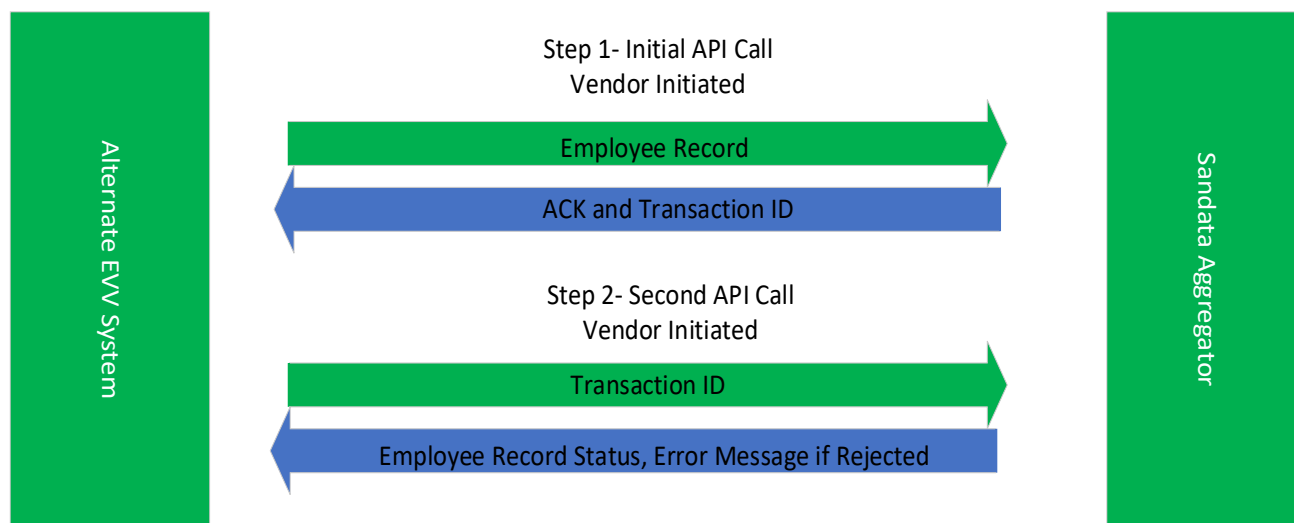 Alternate EVV System
Step 1- Initial API Call
Vendor Initiated
Employee Record
ACK and Transaction ID
Step 2- Second API Call
Vendor Initiated
Transaction ID
Employee Record Status, Error Message if Rejected
Sandata Aggregator